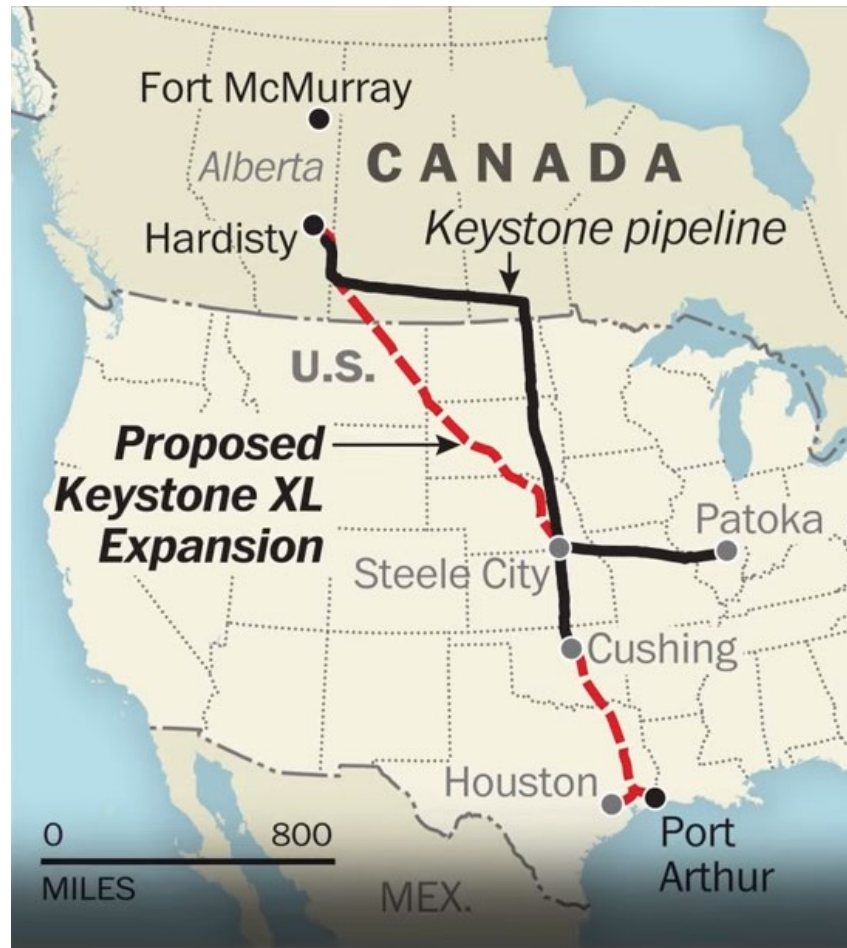 Fort McMurray
Alberta
CANADA
Hardisty
Keystone pipeline
U.S.
Proposed
Keystone XL
Expansion
Patoka
Steele City
Cushing
Houston
0 800
MILES
Port
Arthur
MEX.